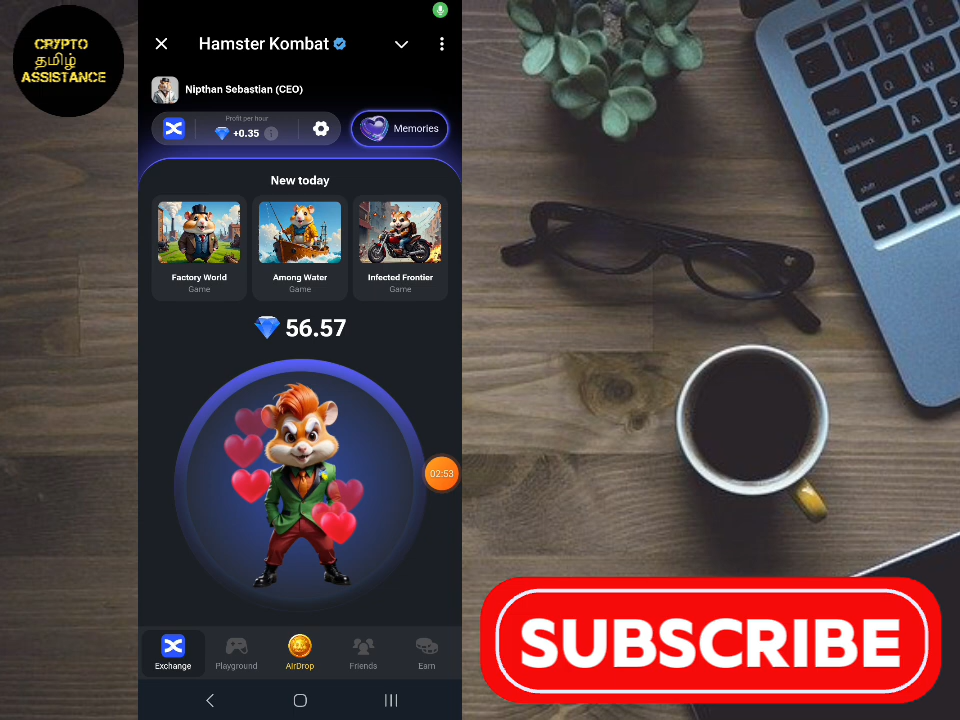 CRYPTO
தமிழ்
ASSISTANCE
Hamster Kombat
Nipthan Sebastian (CEO)
Profit per hour
+0.35
Memories
New today
Factory World
Game
Among Water
Game
Infected Frontier
Game
56.57
02:53
Exchange
Playground
AirDrop
Friends
Earn
SUBSCRIBE